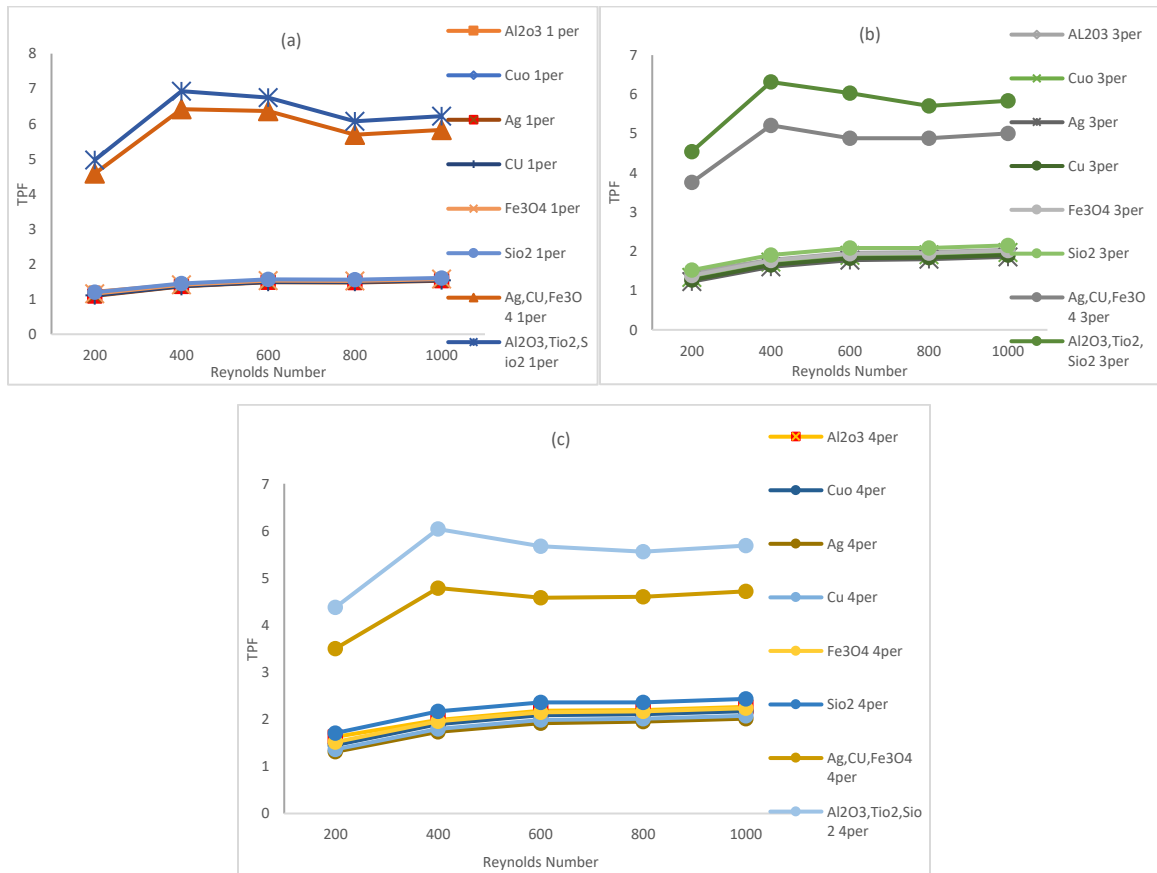 (a)
8
7
6
5
4
3
2
1
0
TPF
200
400
600
800
1000
Reynolds Number
Al2o3 1 per
Cuo 1per
Ag 1per
CU 1per
Fe3O4 1per
Sio2 1per
Ag,CU,Fe3O
4 1per
Al2O3,Tio2,S
io2 1per
(b)
7
6
5
4
3
2
1
0
TPF
200
400
600
800
1000
Reynolds Number
AL2O3 3per
Cuo 3per
Ag 3per
Cu 3per
Fe3O4 3per
Sio2 3per
Ag,CU,Fe3O
4 3per
Al2O3,Tio2,
Sio2 3per
(c)
7
6
5
4
3
2
1
0
TPF
200
400
600
800
1000
Reynolds Number
Al2o3 4per
Cuo 4per
Ag 4per
Cu 4per
Fe3O4 4per
Sio2 4per
Ag,CU,Fe3O4
4per
Al2O3,Tio2,Sio
2 4per